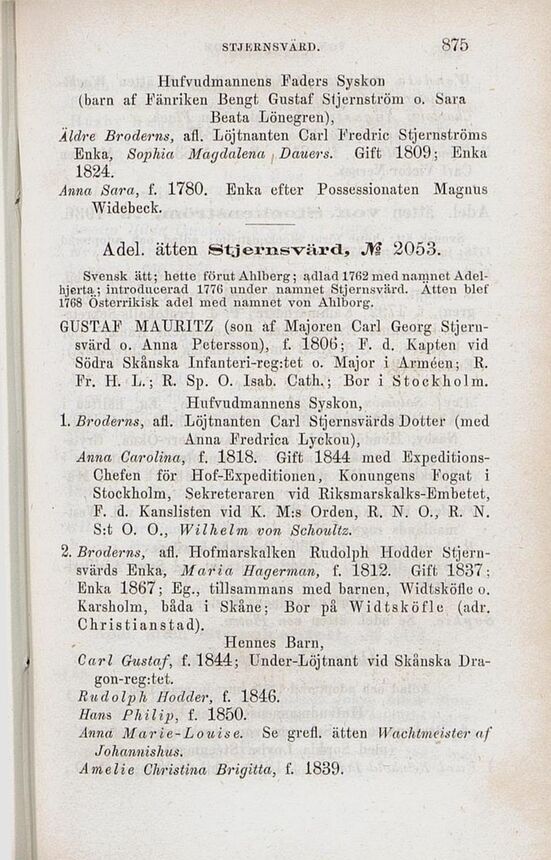 STJERNSVÄRD. 875
Hufvudmannens Faders Syskon
(barn af Fänriken Bengt Gustaf Stjernström o. Sara
Beata Lönegren),
Äldre Broderns, afl. Löjtnanten Carl Fredric Stjernströms
Enka, Sophia Magdalena Dauers. Gift 1809; Enka
1824.
Anna Sara, f. 1780. Enka efter Possessionaten Magnus
Widebeck.
Adel. ätten Stjernsvärd, № 2053.
Svensk ätt; hette förut Ahlberg; adlad 1762 med namnet Adel-
hjerta; introducerad 1776 under namnet Stjernsvärd. Ätten blef
1768 Österrikisk adel med namnet von Ahlborg.
GUSTAF MAURITZ (son af Majoren Carl Georg Stjern-
svärd o. Anna Petersson), f. 1806; F. d. Kapten vid
Södra Skånska Infanteri-reg:tet o. Major i Arméen; R.
Fr. H. L.; R. Sp. O. Isab. Cath.; Bor i Stockholm.
Hufvudmannens Syskon,
1. Broderns, afl. Löjtnanten Carl Stjernsvärds Dotter (med
Anna Fredrica Lyckou),
Anna Carolina, f. 1818. Gift 1844 med Expeditions-
Chefen för Hof-Expeditionen, Konungens Fogat i
Stockholm, Sekreteraren vid Riksmarskalks-Embetet,
F. d. Kanslisten vid K. M:s Orden, R. N. O., R. N.
S:t O. O., Wilhelm von Schoultz.
2. Broderns, afl. Hofmarskalken Rudolph Hodder Stjern-
svärds Enka, Maria Hagerman, f. 1812. Gift 1837;
Enka 1867; Eg., tillsammans med barnen, Widtsköfle o.
Karsholm, båda i Skåne; Bor på Widtsköfle (adr.
Christianstad).
Hennes Barn,
Carl Gustaf, f. 1844; Under-Löjtnant vid Skånska Dra-
gon-reg:tet.
Rudolph Hodder, f. 1846.
Hans Philip, f. 1850.
Anna Marie-Louise. Se grefl. ätten Wachtmeister af
Johannishus.
Amelie Christina Brigitta, f. 1839.